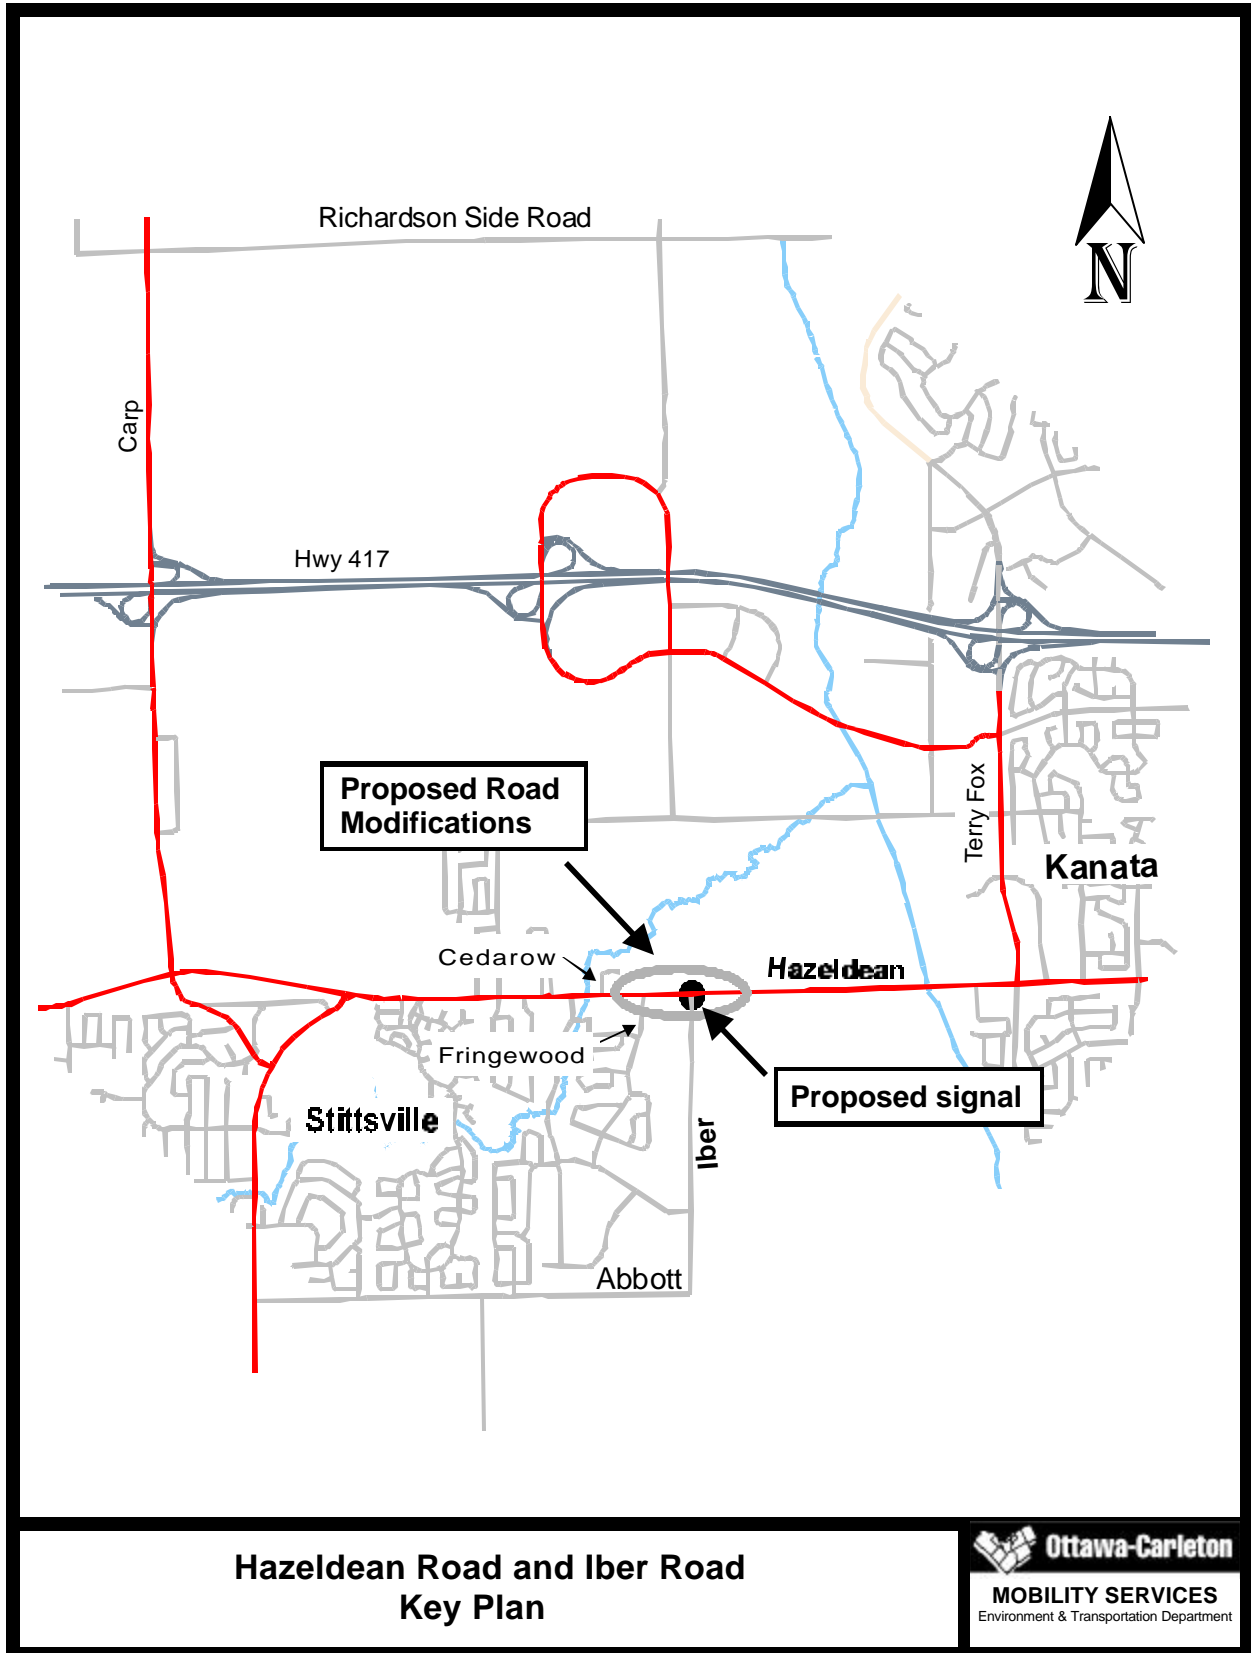 Richardson Side Road
N
Carp
Hwy 417
Proposed Road
Modifications
Terry Fox
Kanata
Cedarow
Hazeldean
Fringewood
Proposed signal
Stittsville
Iber
Abbott
Hazeldean Road and Iber Road
Key Plan
Ottawa-Carleton
MOBILITY SERVICES
Environment & Transportation Department